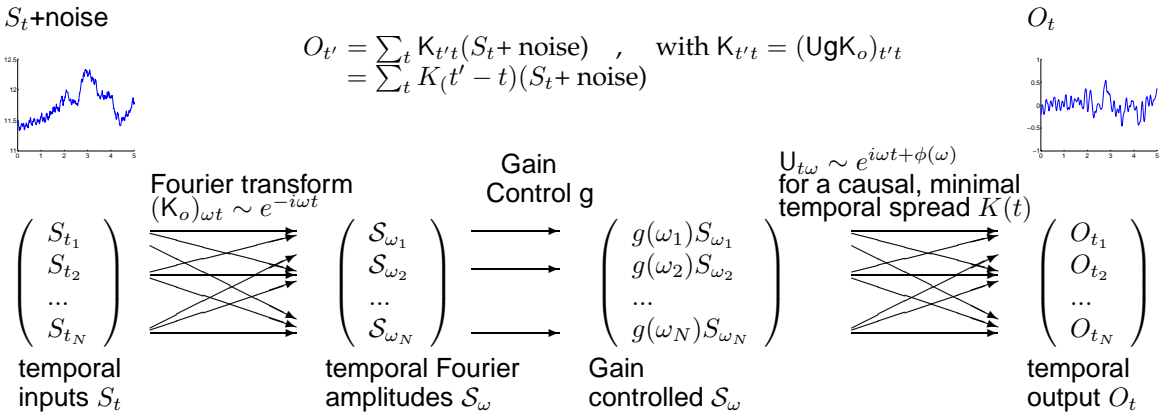 S_t+noise
O_t
O_{t'} = ∑_t K_{t't}(S_t+ noise) , with K_{t't} = (UgK_o)_{t't}
= ∑_t K_(t' − t)(S_t+ noise)
12.5
12
11.5
11
0 1 2 3 4 5
1
0.5
0
−0.5
−1
0 1 2 3 4 5
Fourier transform
(K_o)_{ωt} ∼ e^{−iωt}
Gain
Control g
U_{tω} ∼ e^{iωt+φ(ω)}
for a causal, minimal
temporal spread K(t)
S_{t_1} 𝒮_{ω_1} g(ω_1)S_{ω_1} O_{t_1}
S_{t_2} 𝒮_{ω_2} g(ω_2)S_{ω_2} O_{t_2}
... ... ... ...
S_{t_N} 𝒮_{ω_N} g(ω_N)S_{ω_N} O_{t_N}
temporal
inputs S_t
temporal Fourier
amplitudes 𝒮_ω
Gain
controlled 𝒮_ω
temporal
output O_t